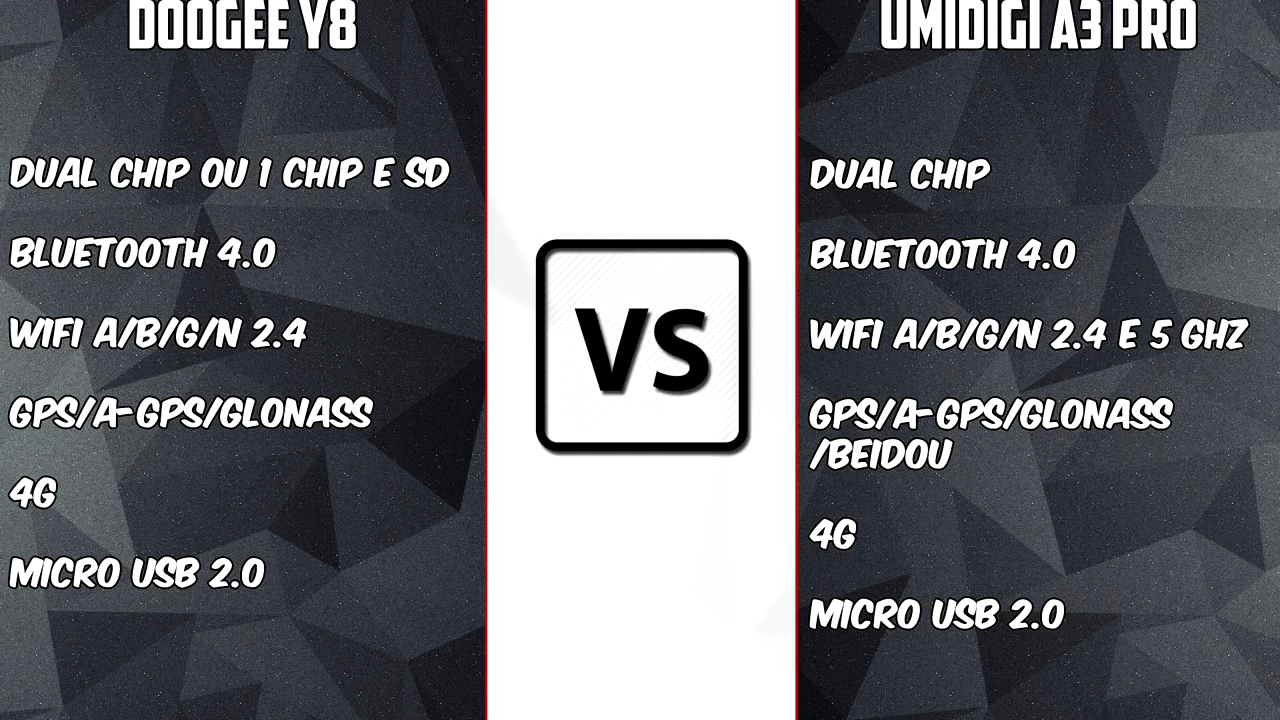 DOOGEE Y8
DUAL CHIP OU 1 CHIP E SD
BLUETOOTH 4.0
WIFI A/B/G/N 2.4
GPS/A-GPS/GLONASS
4G
MICRO USB 2.0
VS
UMIDIGI A3 PRO
DUAL CHIP
BLUETOOTH 4.0
WIFI A/B/G/N 2.4 E 5 GHZ
GPS/A-GPS/GLONASS
/BEIDOU
4G
MICRO USB 2.0